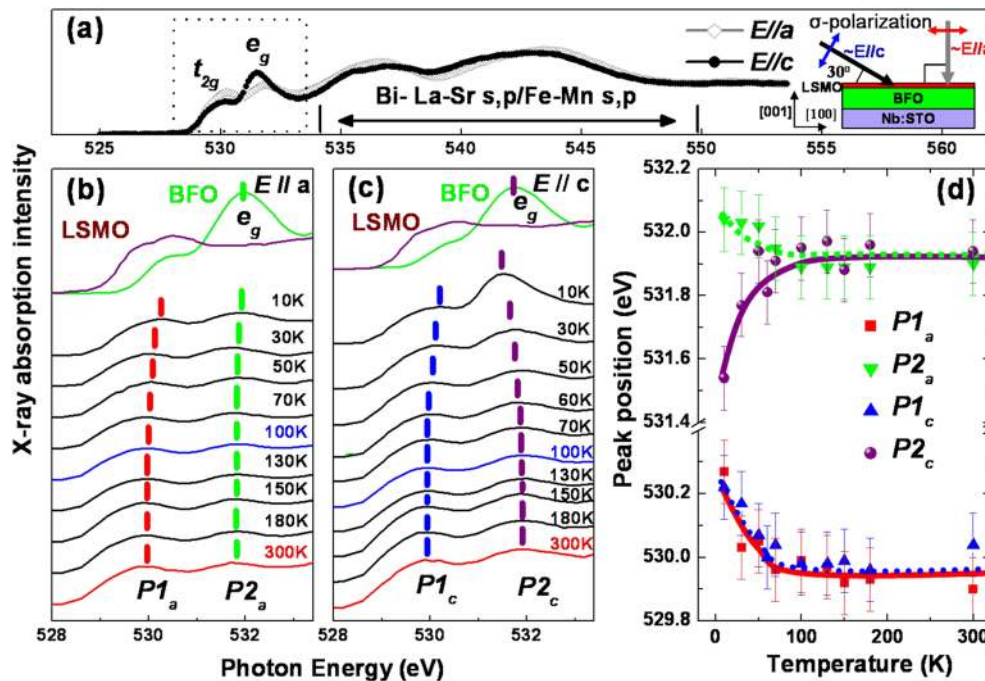 (a)
t2g
eg
E//a
E//c
Bi- La-Sr s,p/Fe-Mn s,p
σ-polarization
~E//c
~E//a
30°
LSMO
BFO
Nb:STO
[001]
[100]
525 530 535 540 545 550 555 560
X-ray absorption intensity
(b)
E // a
BFO
eg
LSMO
10K
30K
50K
70K
100K
130K
150K
180K
300K
P1a P2a
528 530 532
(c)
E // c
BFO
eg
LSMO
10K
30K
50K
60K
70K
100K
130K
150K
180K
300K
P1c P2c
528 530 532
Photon Energy (eV)
(d)
Peak position (eV)
532.2
532.0
531.8
531.6
531.4
530.2
530.0
529.8
P1a
P2a
P1c
P2c
0 100 200 300
Temperature (K)